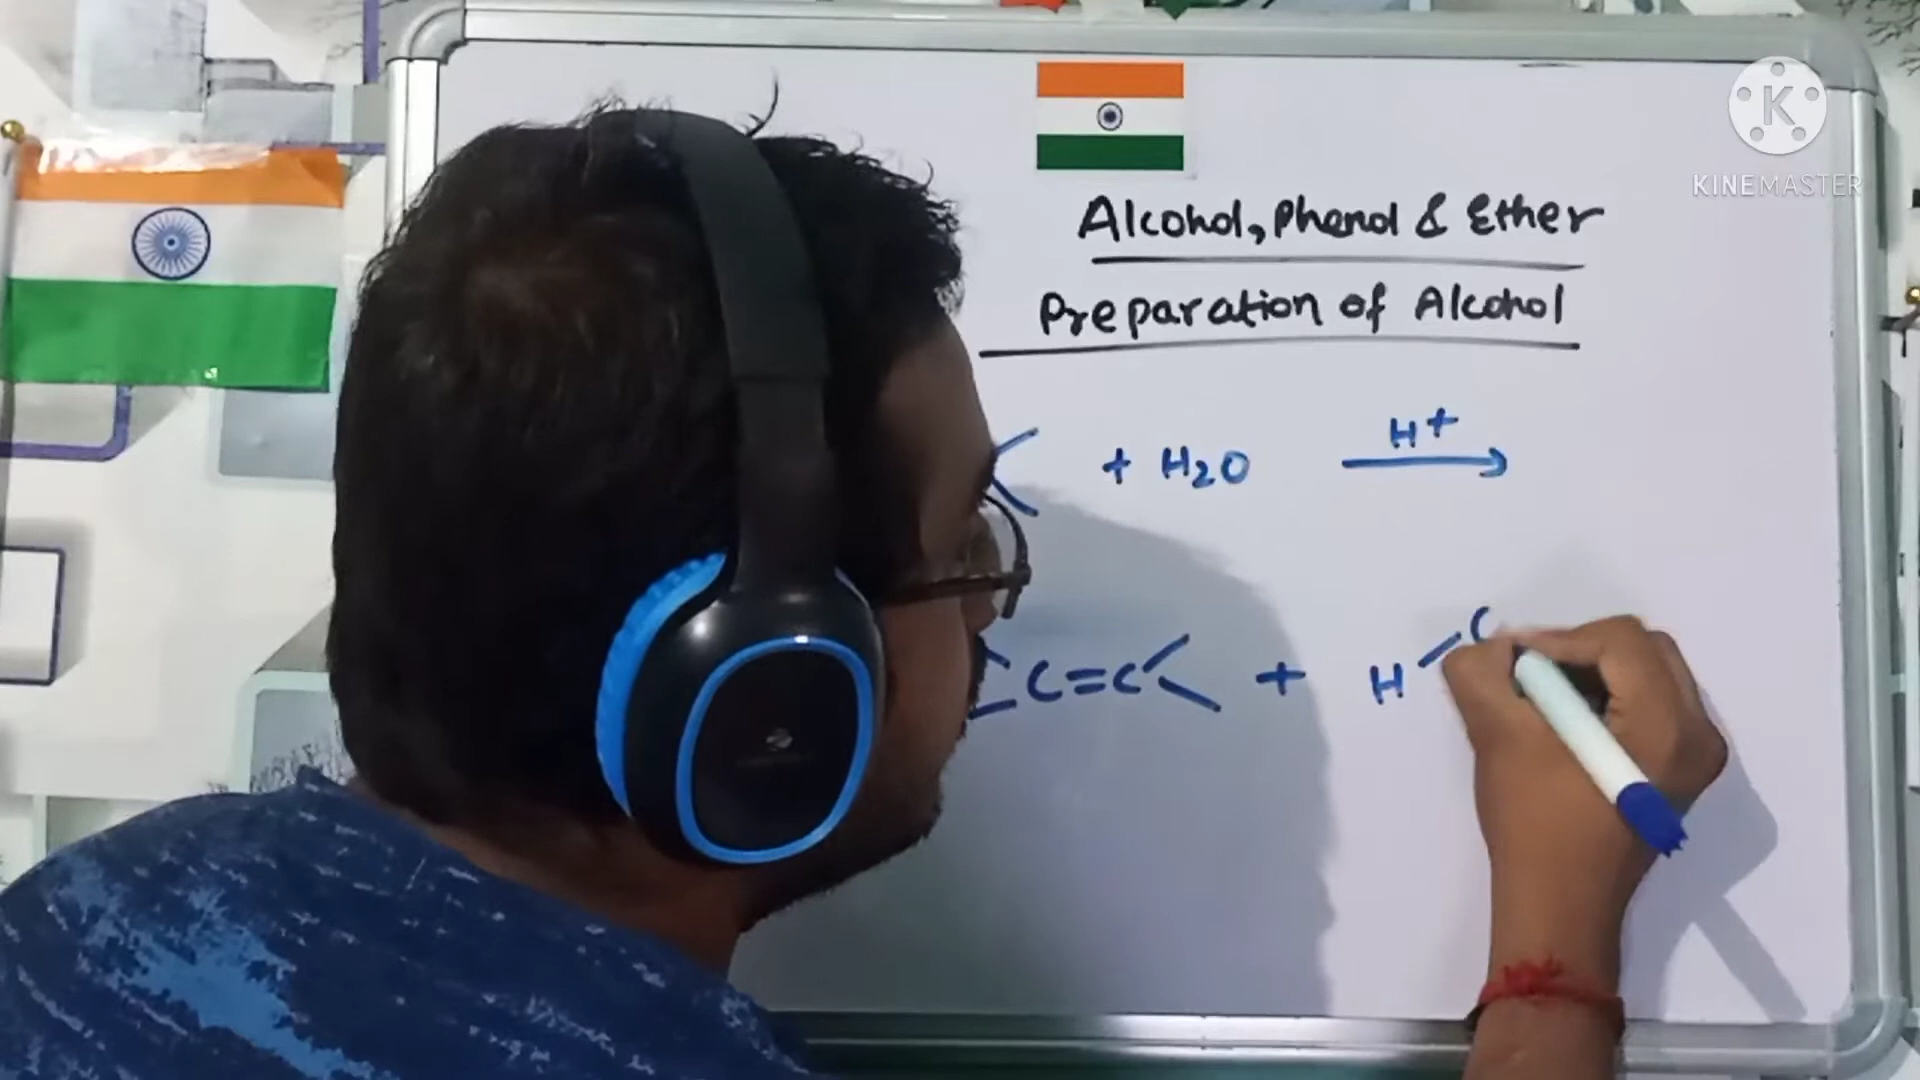 KINEMASTER
Alcohol, Phenol & Ether
Preparation of Alcohol
+ H2O H+ →
C=C + H